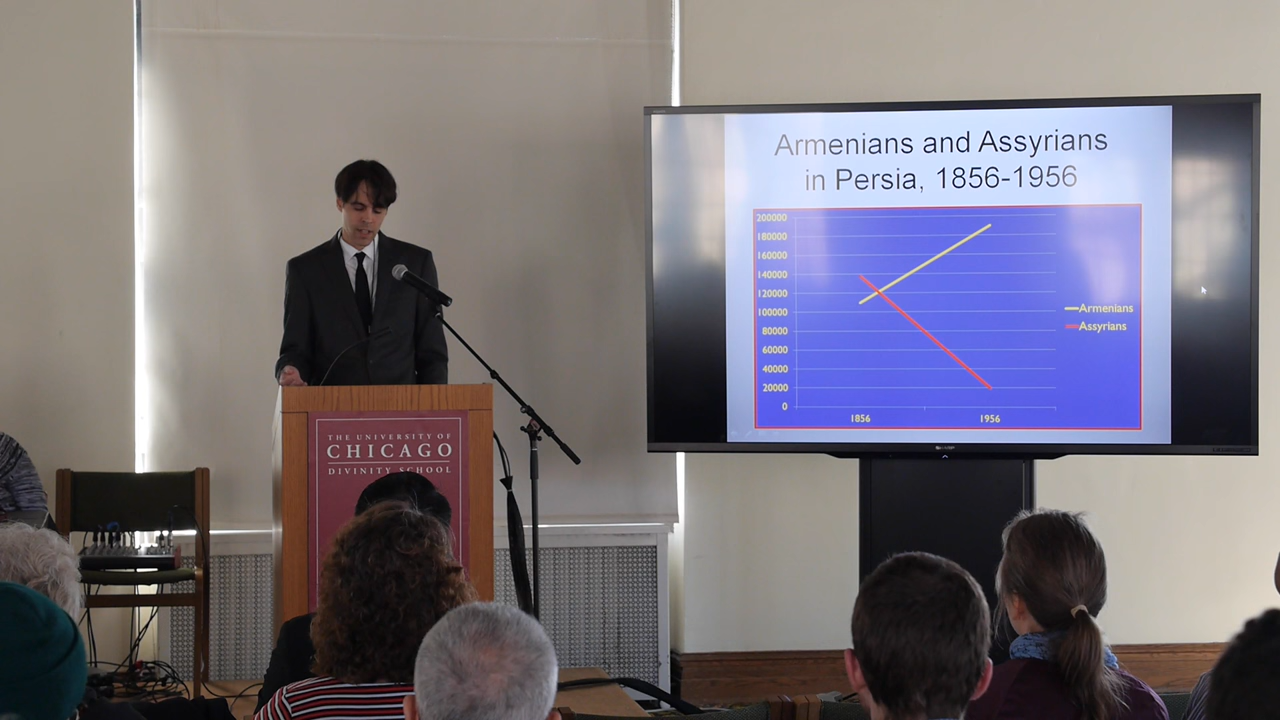 THE UNIVERSITY OF
CHICAGO
DIVINITY SCHOOL
Armenians and Assyrians
in Persia, 1856-1956
200000
180000
160000
140000
120000
100000
80000
60000
40000
20000
0
1856 1956
Armenians
Assyrians
SHARP